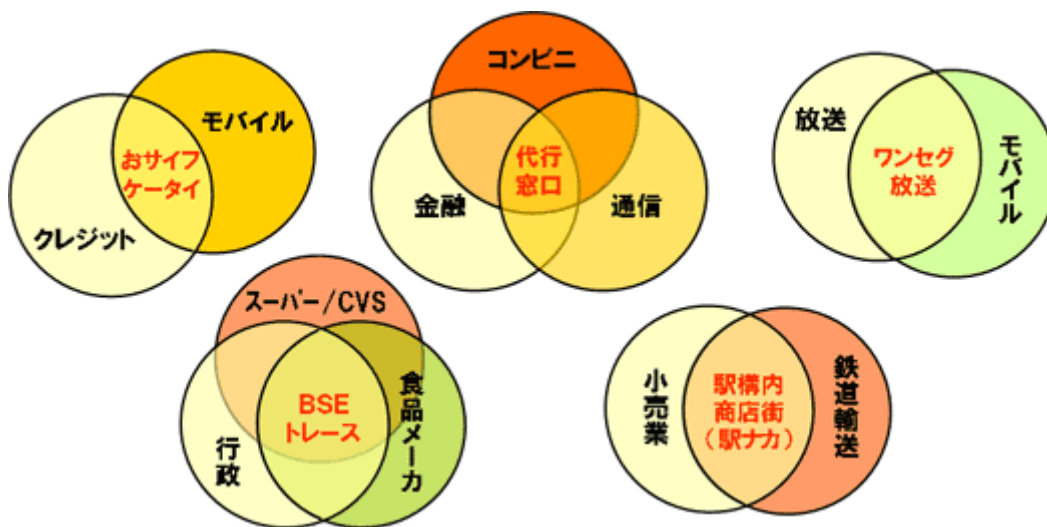 モバイル
おサイフ
ケータイ
クレジット
コンビニ
代行
窓口
金融
通信
放送
ワンセグ
放送
モバイル
スーパー/CVS
BSE
トレース
行政
食品メーカ
小売業
駅構内
商店街
(駅ナカ)
鉄道輸送